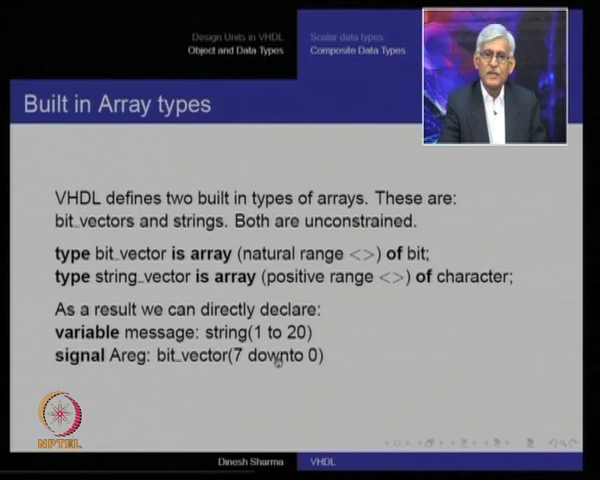 Design Units in VHDL
Object and Data Types
Scalar data types
Composite Data Types
Built in Array types
VHDL defines two built in types of arrays. These are:
bit_vectors and strings. Both are unconstrained.
type bit_vector is array (natural range <>) of bit;
type string_vector is array (positive range <>) of character;
As a result we can directly declare:
variable message: string(1 to 20)
signal Areg: bit_vector(7 downto 0)
NPTEL
Dinesh Sharma
VHDL